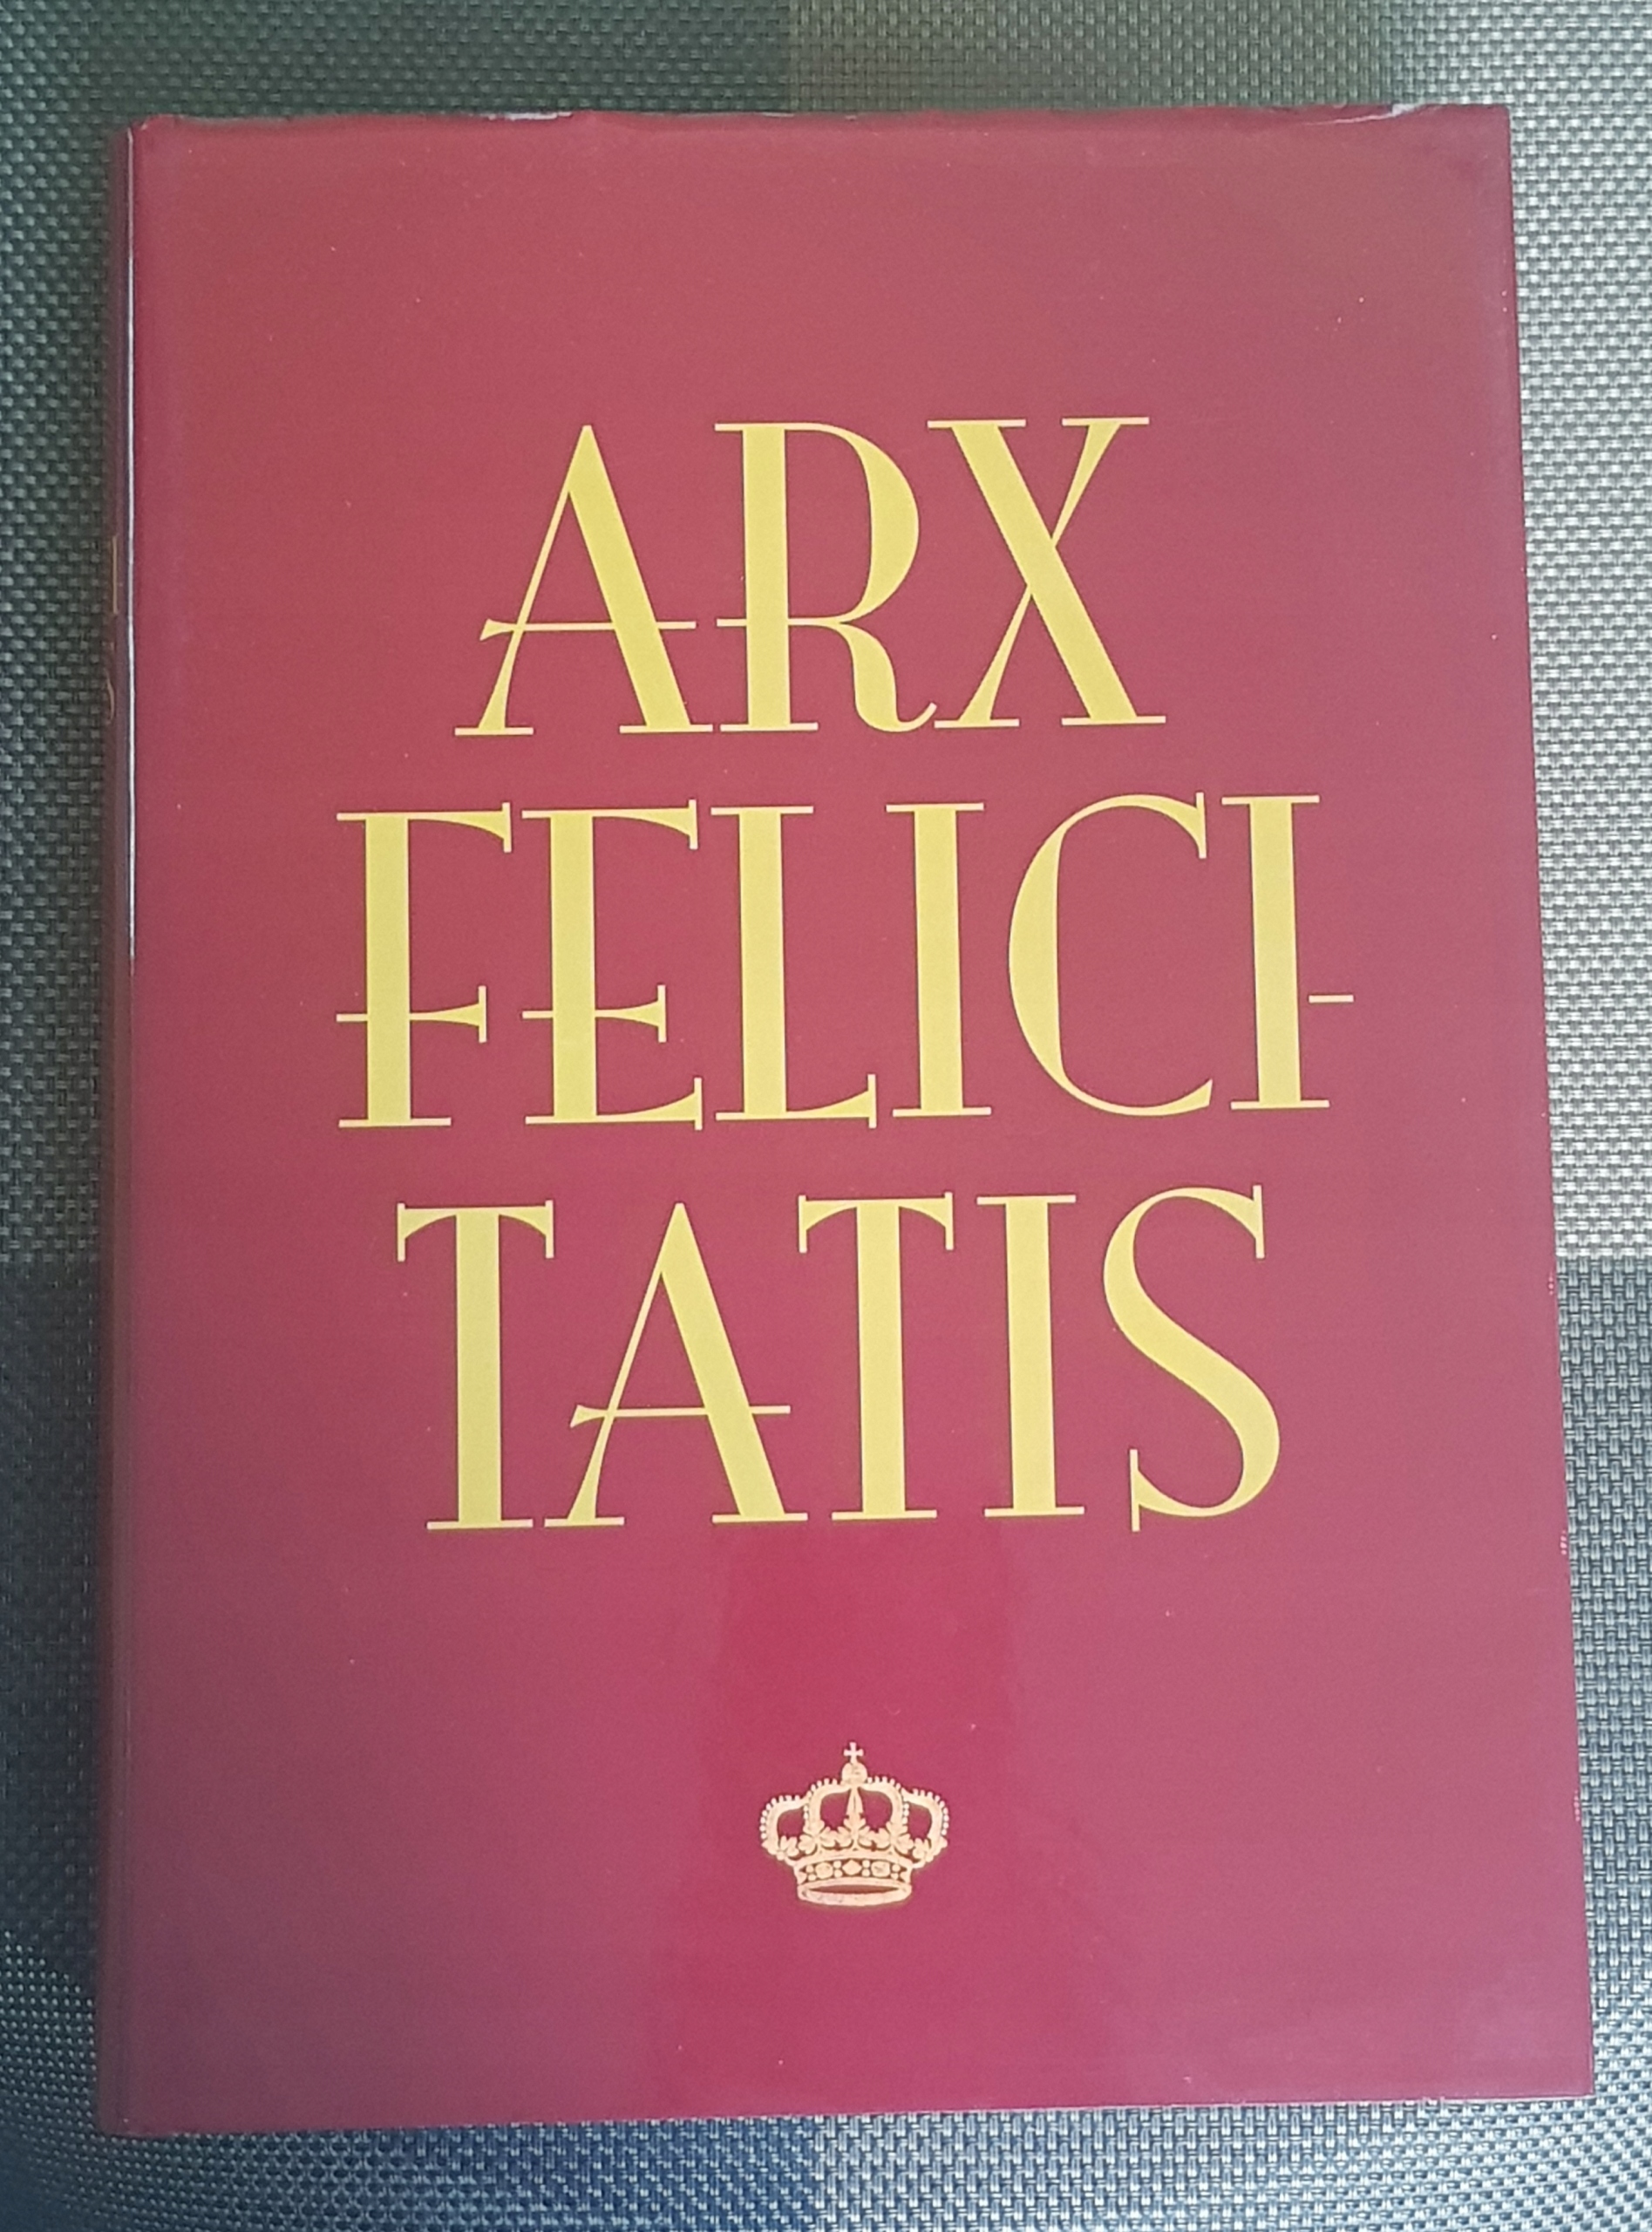 ARX
FELICI-
TATIS